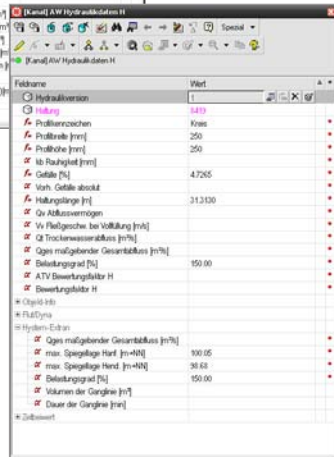 [Kanal] AW Hydraulikdaten H
Spezial
[Kanal] AW Hydraulikdaten H
Feldname Wert
Hydraulikversion 1
Haltung
Profilkennzeichen Kreis
Profilbreite [mm] 250
Profilhöhe [mm] 250
kb Rauhigkeit [mm]
Gefälle [%] 4.7265
Vorh. Gefälle absolut
Haltungslänge [m] 31.3130
Qv Abflussvermögen
Vv Fließgeschw. bei Vollfüllung [m/s]
Qt Trockenwasserabfluss [m³/s]
Qges maßgebender Gesamtabfluss [m³/s]
Belastungsgrad [%] 150.00
ATV Bewertungsfaktor H
Bewertungsfaktor H
Objekt-Info
Flut/Dyna
Hystem-Extran
Qges maßgebender Gesamtabfluss [m³/s]
max. Spiegellage Hanf. [m+NN] 100.05
max. Spiegellage Hend. [m+NN] 98.68
Belastungsgrad [%] 150.00
Volumen der Ganglinie [m³]
Dauer der Ganglinie [min]
Zeitbeiwert